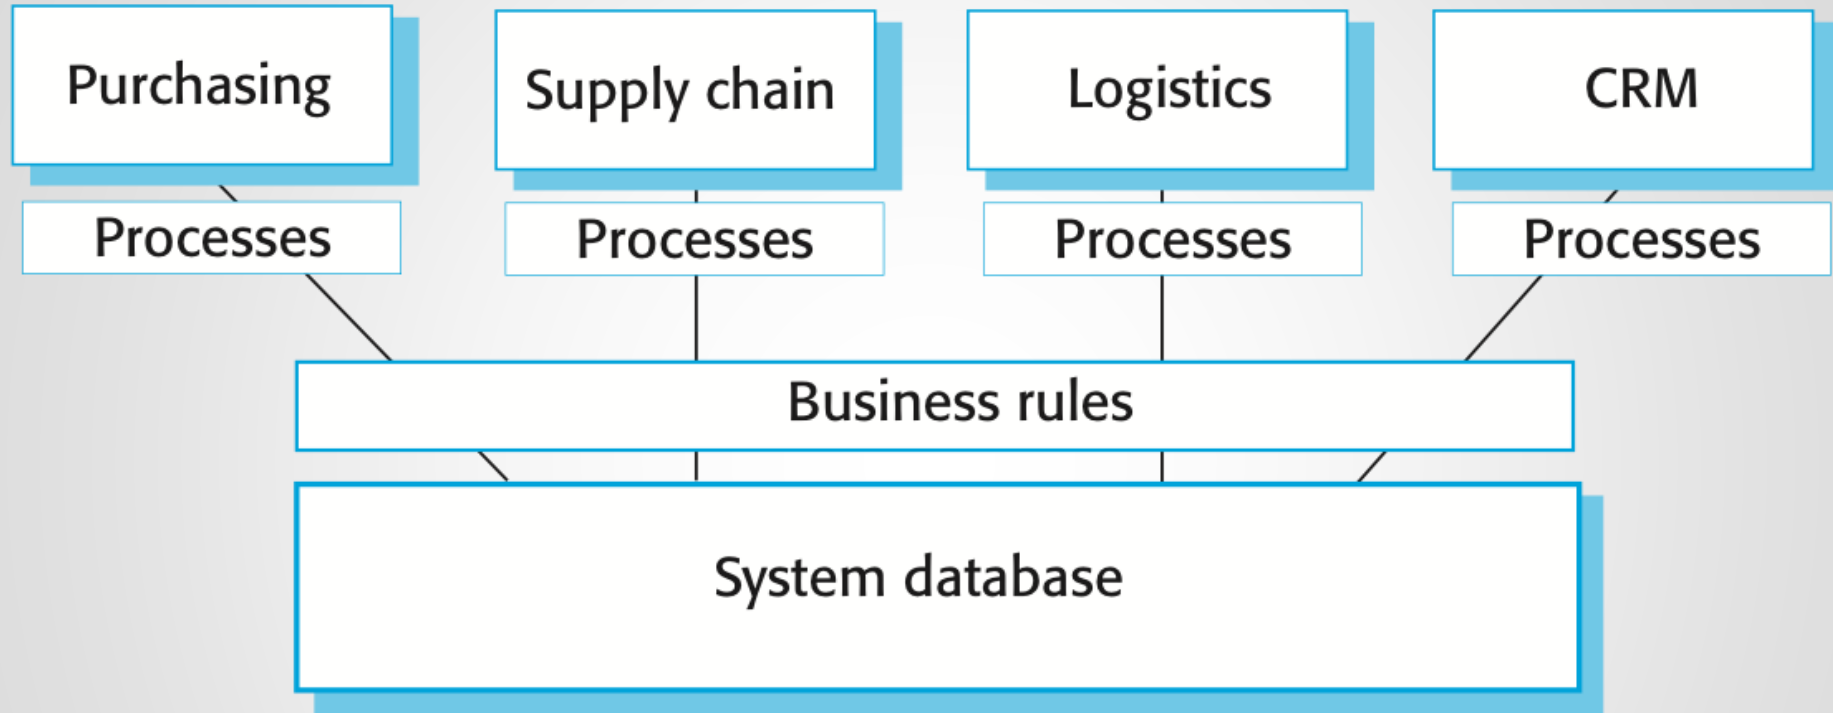 Purchasing
Supply chain
Logistics
CRM
Processes
Processes
Processes
Processes
Business rules
System database